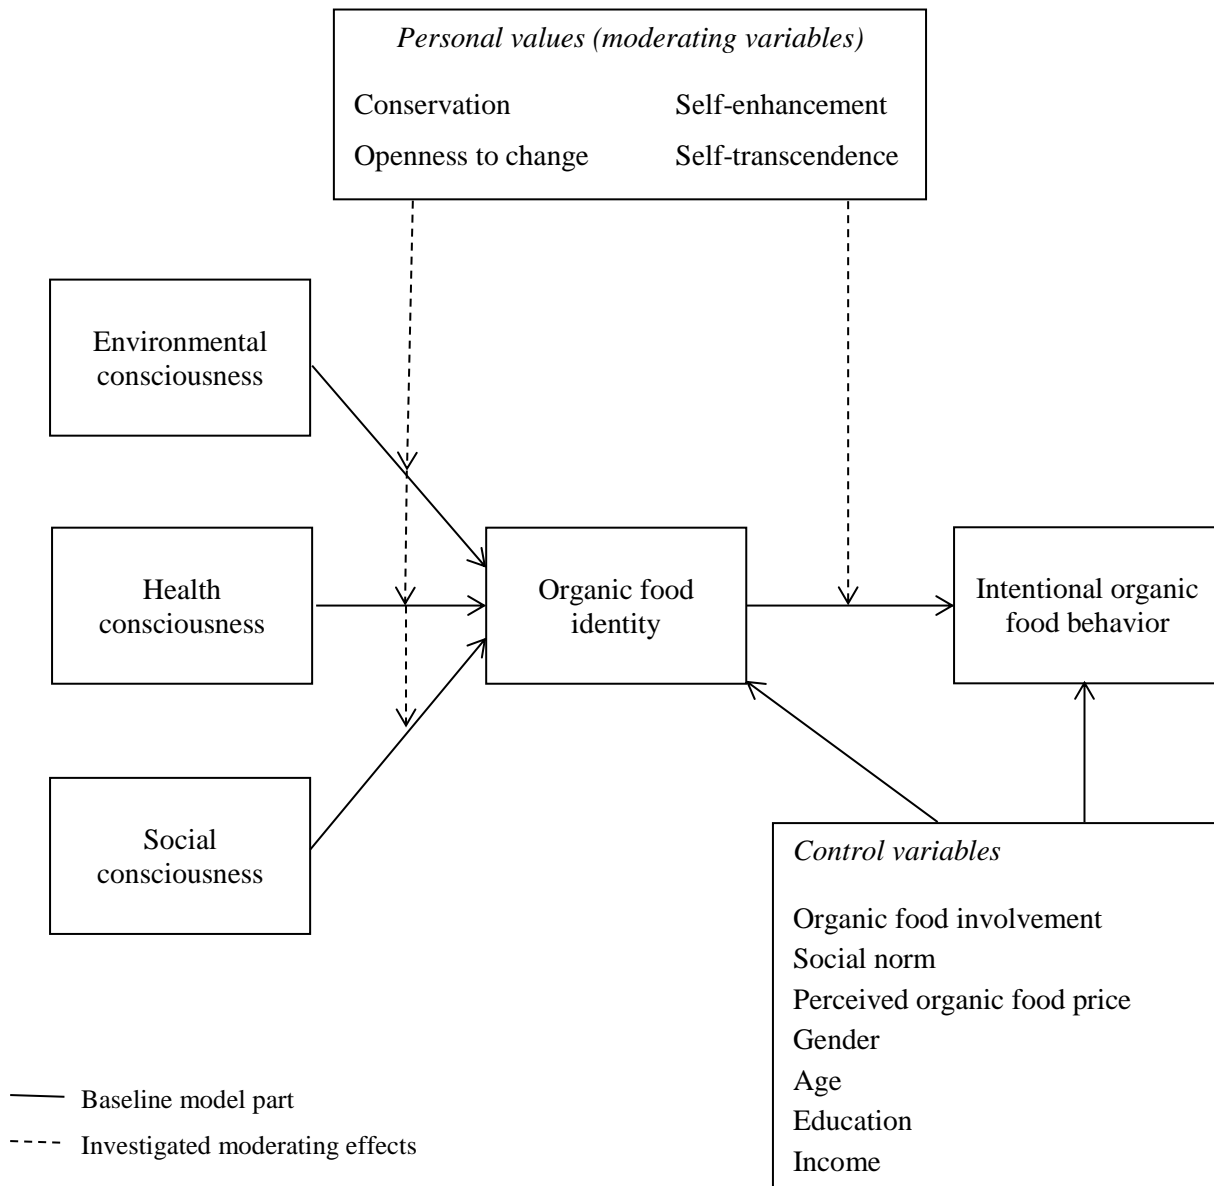 Personal values (moderating variables)
Conservation
Self-enhancement
Openness to change
Self-transcendence
Environmental
consciousness
Health
consciousness
Organic food
identity
Intentional organic
food behavior
Social
consciousness
Control variables
Organic food involvement
Social norm
Perceived organic food price
Gender
Age
Education
Income
Baseline model part
Investigated moderating effects